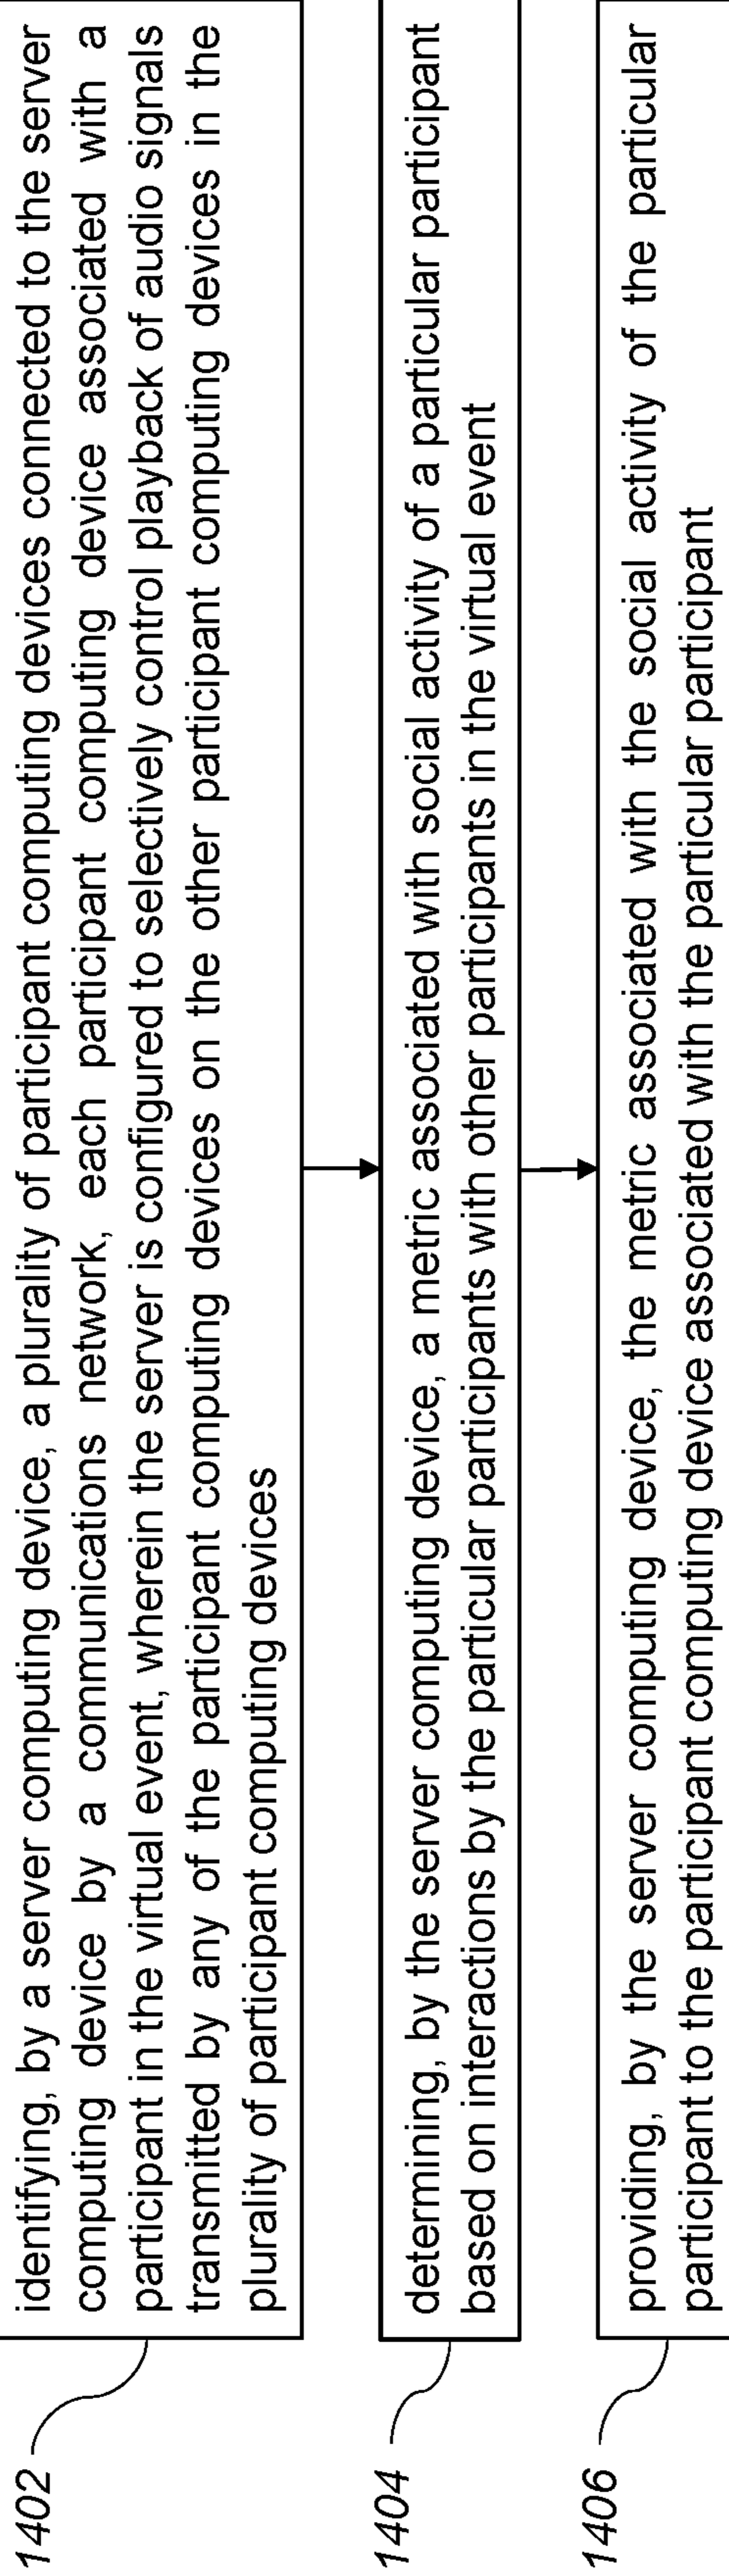 1402
identifying, by a server computing device, a plurality of participant computing devices connected to the server
computing device by a communications network, each participant computing device associated with a
participant in the virtual event, wherein the server is configured to selectively control playback of audio signals
transmitted by any of the participant computing devices on the other participant computing devices in the
plurality of participant computing devices
1404
determining, by the server computing device, a metric associated with social activity of a particular participant
based on interactions by the particular participants with other participants in the virtual event
1406
providing, by the server computing device, the metric associated with the social activity of the particular
participant to the participant computing device associated with the particular participant